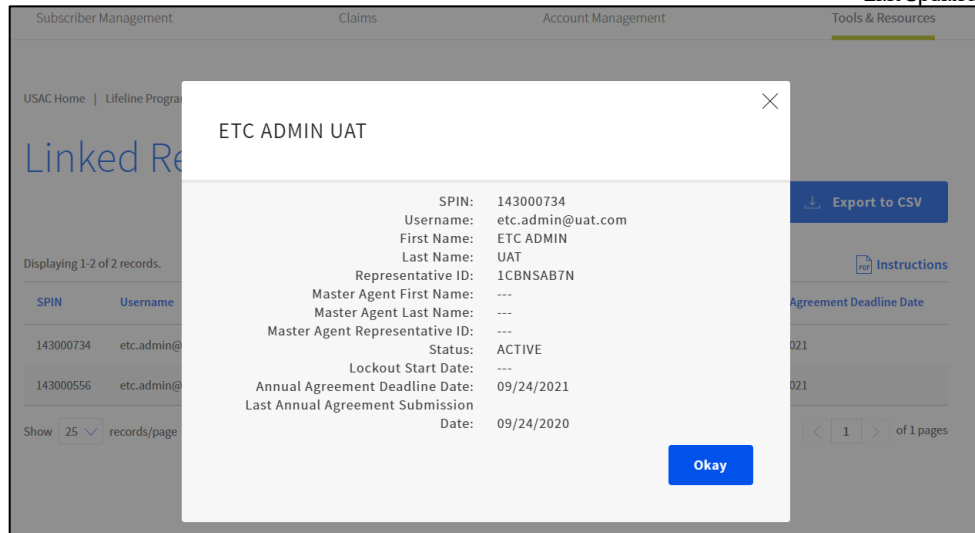 Subscriber Management Claims Account Management Tools & Resources
USAC Home | Lifeline Progra
Linked Re
ETC ADMIN UAT
Export to CSV
SPIN: 143000734
Username: etc.admin@uat.com
First Name: ETC ADMIN
Last Name: UAT
Representative ID: 1CBNSAB7N
Master Agent First Name: ---
Master Agent Last Name: ---
Master Agent Representative ID: ---
Status: ACTIVE
Lockout Start Date: ---
Annual Agreement Deadline Date: 09/24/2021
Last Annual Agreement Submission
Date: 09/24/2020
Okay
Displaying 1-2 of 2 records.
PDF Instructions
SPIN Username Agreement Deadline Date
143000734 etc.admin@ 021
143000556 etc.admin@ 021
Show 25 records/page < 1 > of 1 pages